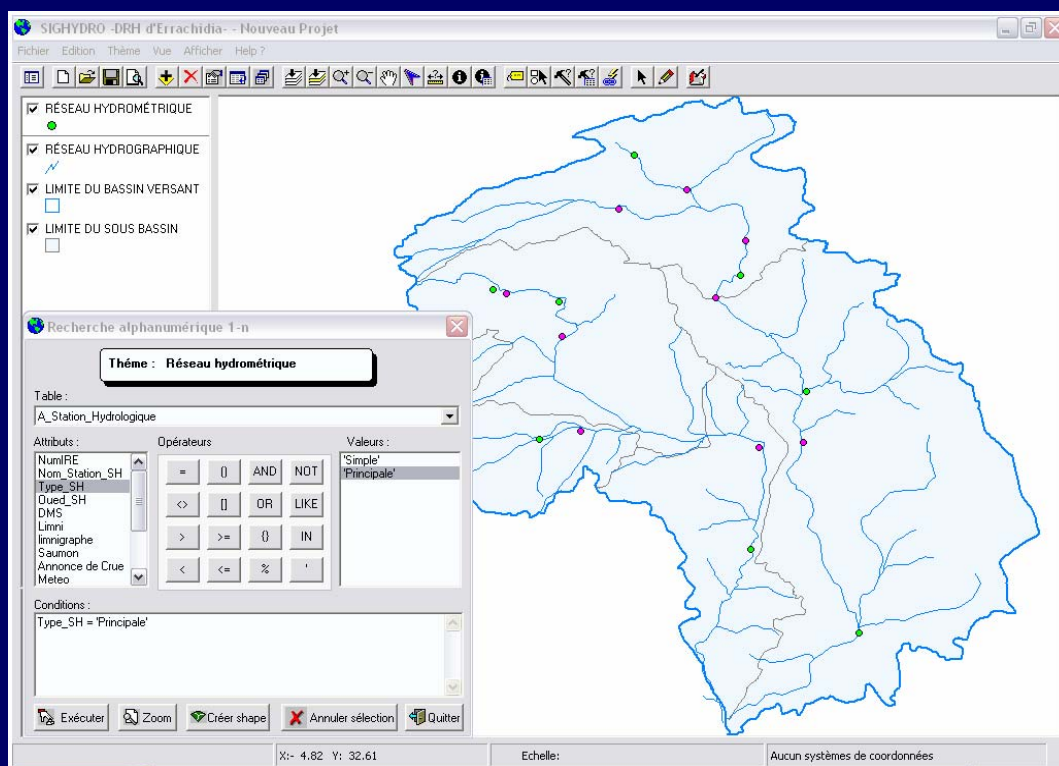 SIGHYDRO -DRH d'Errachidia- - Nouveau Projet
Fichier Edition Thème Vue Afficher Help ?
RÉSEAU HYDROMÉTRIQUE
RÉSEAU HYDROGRAPHIQUE
LIMITE DU BASSIN VERSANT
LIMITE DU SOUS BASSIN
Recherche alphanumérique 1-n
Théme : Réseau hydrométrique
Table :
A_Station_Hydrologique
Attributs :
NumIRE
Nom_Station_SH
Type_SH
Oued_SH
DMS
Limni
limnigraphe
Saumon
Annonce de Crue
Meteo
Opérateurs
= () AND NOT
<> [] OR LIKE
> >= {} IN
< <= % '
Valeurs :
'Simple'
'Principale'
Conditions :
Type_SH = 'Principale'
Exécuter Zoom Créer shape Annuler sélection Quitter
X:- 4.82 Y: 32.61 Echelle: Aucun systèmes de coordonnées